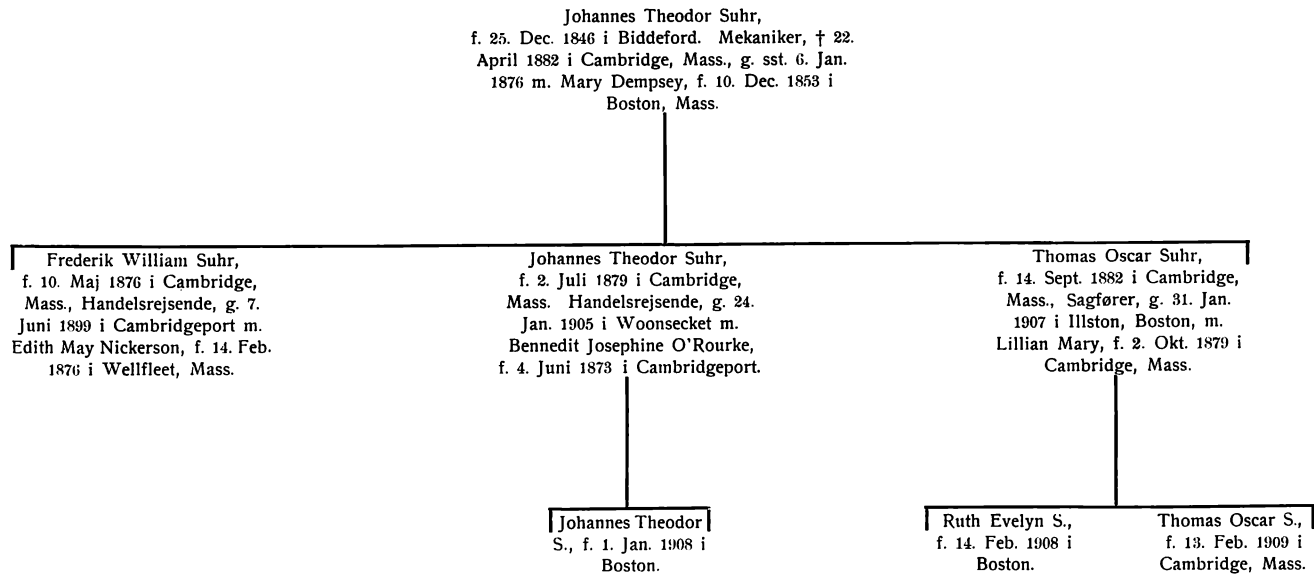 Johannes Theodor Suhr,
f. 25. Dec. 1846 i Biddeford. Mekaniker, † 22.
April 1882 i Cambridge, Mass., g. sst. 6. Jan.
1876 m. Mary Dempsey, f. 10. Dec. 1853 i
Boston, Mass.
Frederik William Suhr,
f. 10. Maj 1876 i Cambridge,
Mass., Handelsrejsende, g. 7.
Juni 1899 i Cambridgeport m.
Edith May Nickerson, f. 14. Feb.
1876 i Wellfleet, Mass.
Johannes Theodor Suhr,
f. 2. Juli 1879 i Cambridge,
Mass. Handelsrejsende, g. 24.
Jan. 1905 i Woonsecket m.
Bennedit Josephine O'Rourke,
f. 4. Juni 1873 i Cambridgeport.
Thomas Oscar Suhr,
f. 14. Sept. 1882 i Cambridge,
Mass., Sagfører, g. 31. Jan.
1907 i Illston, Boston, m.
Lillian Mary, f. 2. Okt. 1879 i
Cambridge, Mass.
Johannes Theodor
S., f. 1. Jan. 1908 i
Boston.
Ruth Evelyn S.,
f. 14. Feb. 1908 i
Boston.
Thomas Oscar S.,
f. 13. Feb. 1909 i
Cambridge, Mass.